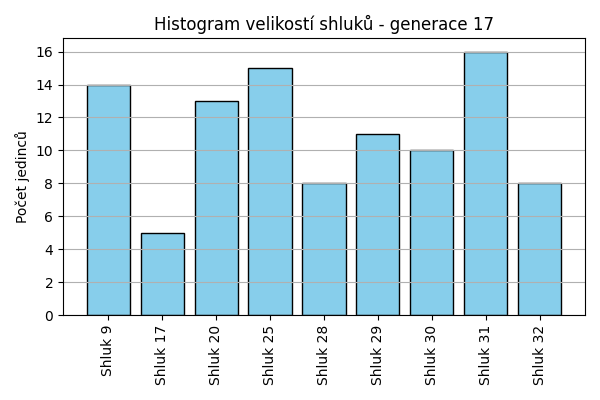 Histogram velikostí shluků - generace 17
Počet jedinců
16
14
12
10
8
6
4
2
0
Shluk 9
Shluk 17
Shluk 20
Shluk 25
Shluk 28
Shluk 29
Shluk 30
Shluk 31
Shluk 32